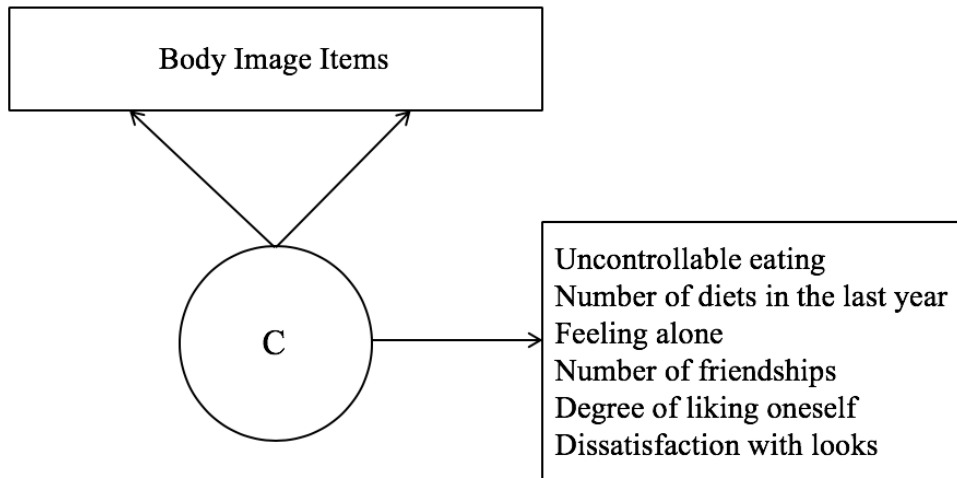 Body Image Items
C
Uncontrollable eating
Number of diets in the last year
Feeling alone
Number of friendships
Degree of liking oneself
Dissatisfaction with looks